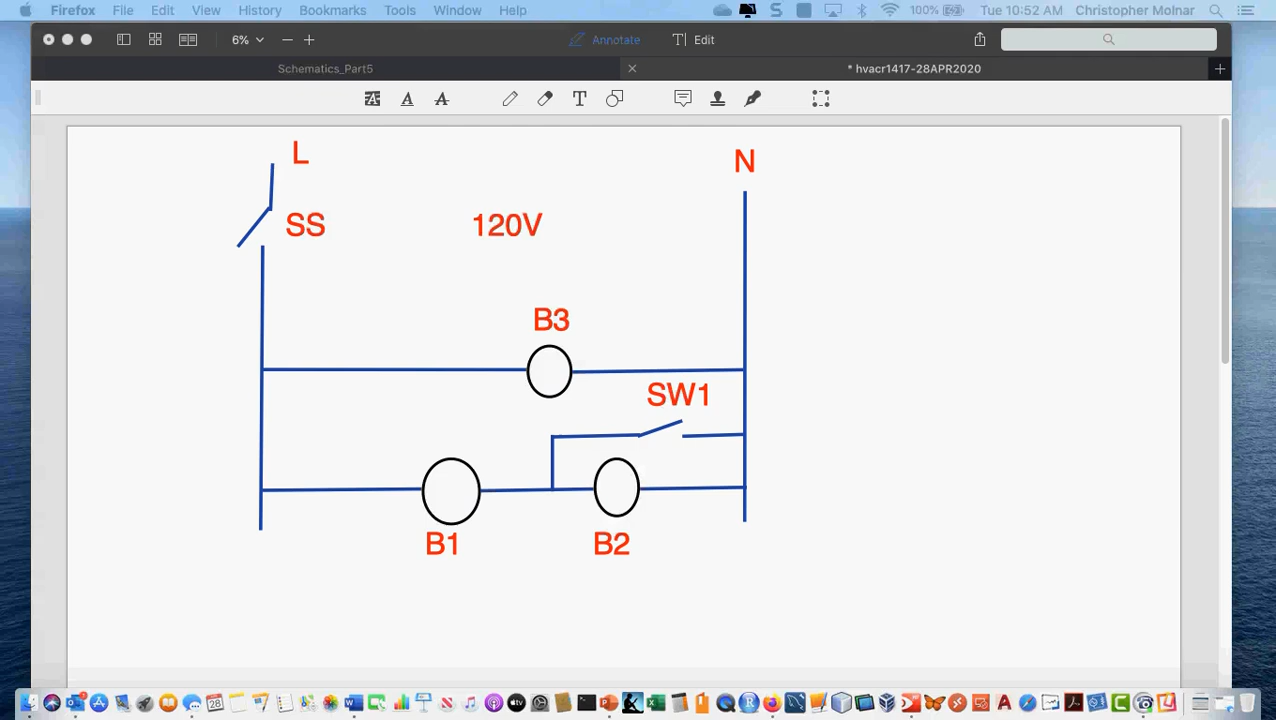 Firefox File Edit View History Bookmarks Tools Window Help 100% Tue 10:52 AM Christopher Molnar
6% Annotate Edit
Schematics_Part5 * hvacr1417-28APR2020
L
N
SS
120V
B3
SW1
B1
B2